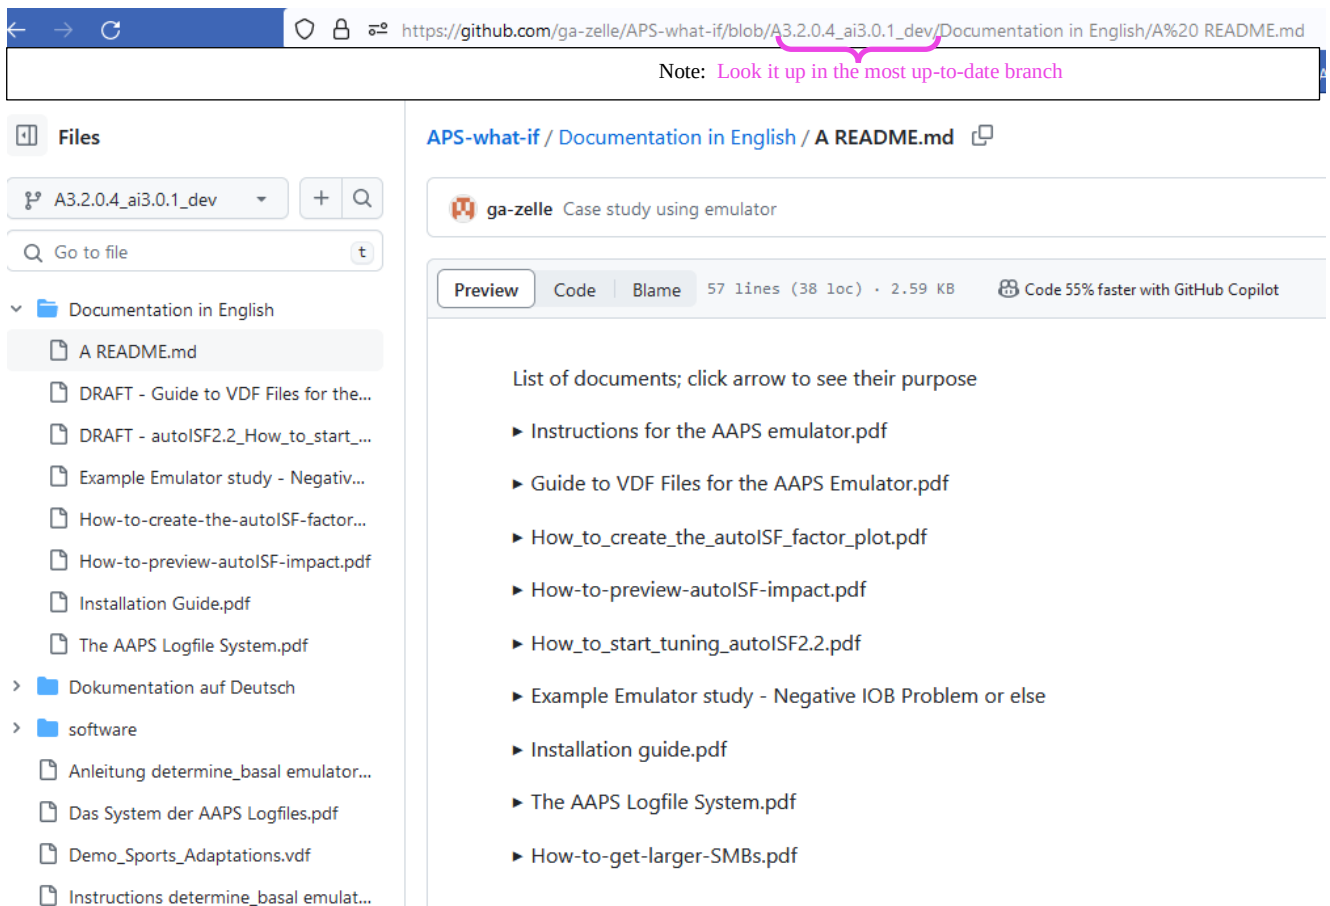 https://github.com/ga-zelle/APS-what-if/blob/A3.2.0.4_ai3.0.1_dev/Documentation in English/A%20 README.md
Note: Look it up in the most up-to-date branch
Files
A3.2.0.4_ai3.0.1_dev
Go to file
t
Documentation in English
A README.md
DRAFT - Guide to VDF Files for the...
DRAFT - autoISF2.2_How_to_start_...
Example Emulator study - Negativ...
How-to-create-the-autoISF-factor...
How-to-preview-autoISF-impact.pdf
Installation Guide.pdf
The AAPS Logfile System.pdf
Dokumentation auf Deutsch
software
Anleitung determine_basal emulator...
Das System der AAPS Logfiles.pdf
Demo_Sports_Adaptations.vdf
Instructions determine_basal emulat...
APS-what-if / Documentation in English / A README.md
ga-zelle Case study using emulator
Preview Code Blame 57 lines (38 loc) · 2.59 KB Code 55% faster with GitHub Copilot
List of documents; click arrow to see their purpose
Instructions for the AAPS emulator.pdf
Guide to VDF Files for the AAPS Emulator.pdf
How_to_create_the_autoISF_factor_plot.pdf
How-to-preview-autoISF-impact.pdf
How_to_start_tuning_autoISF2.2.pdf
Example Emulator study - Negative IOB Problem or else
Installation guide.pdf
The AAPS Logfile System.pdf
How-to-get-larger-SMBs.pdf